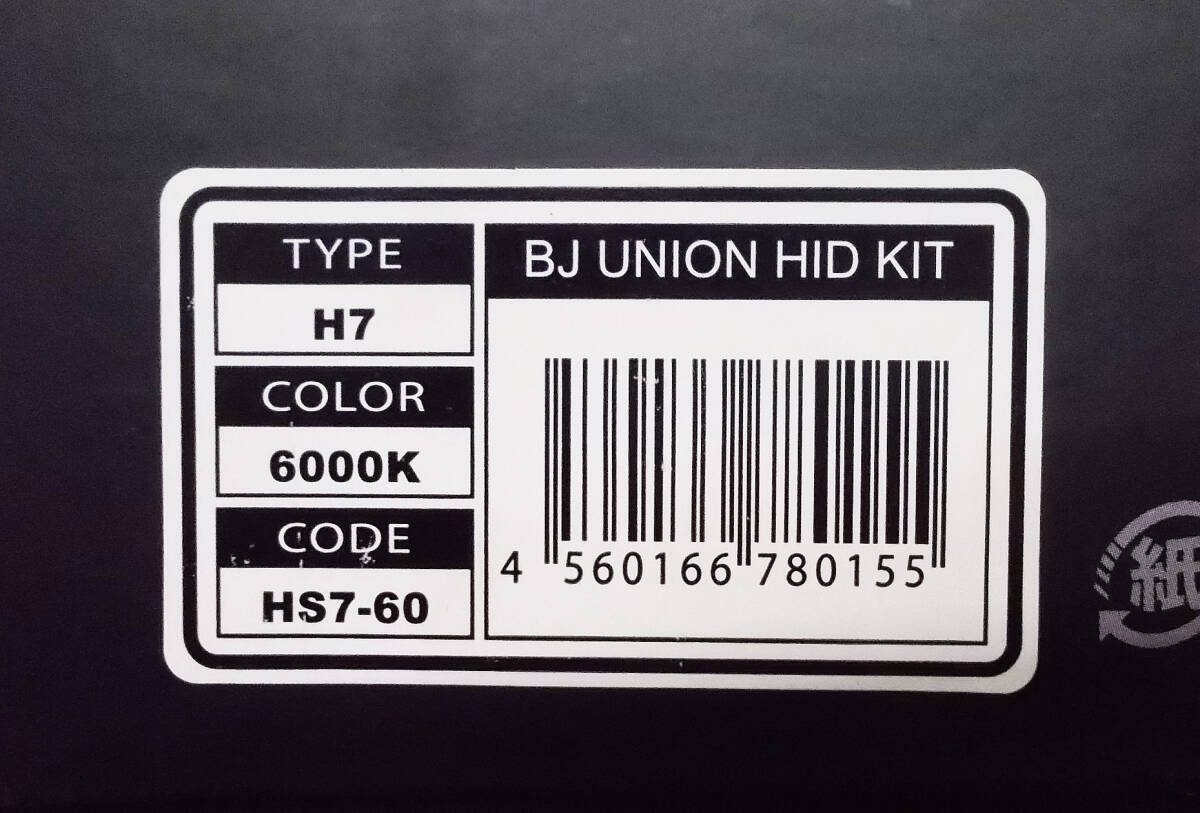 TYPE
H7
COLOR
6000K
CODE
HS7-60
BJ UNION HID KIT
4 560166 780155
紙